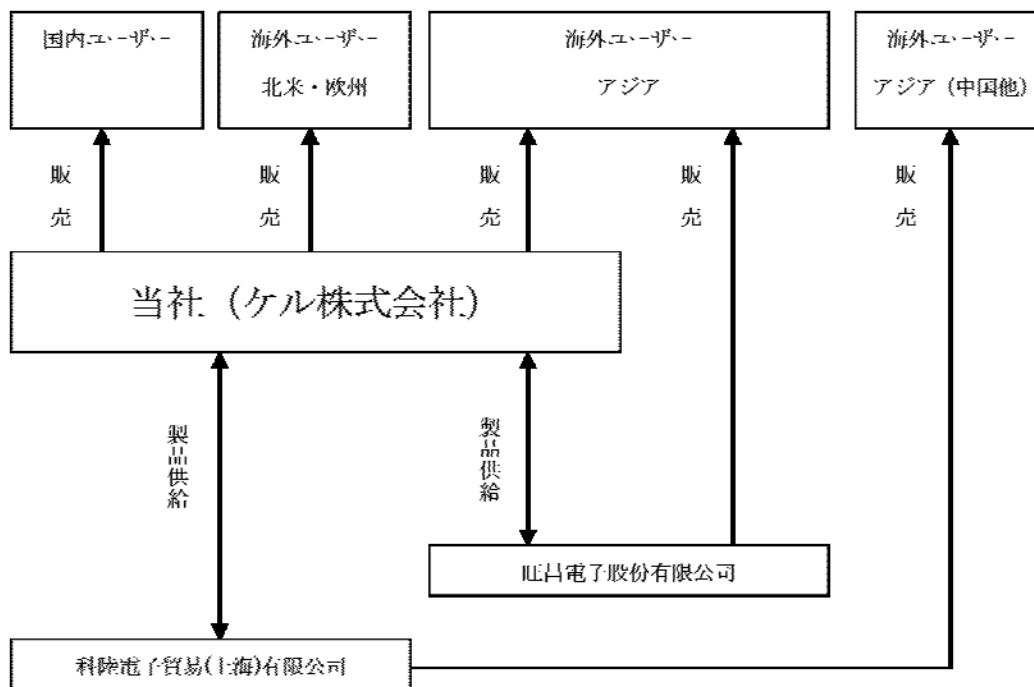 国内ユーザー
海外ユーザー
北米・欧州
海外ユーザー
アジア
海外ユーザー
アジア（中国他）
販売
販売
販売
販売
販売
当社（ケル株式会社）
製品供給
製品供給
旺昌電子股份有限公司
科陸電子貿易(上海)有限公司